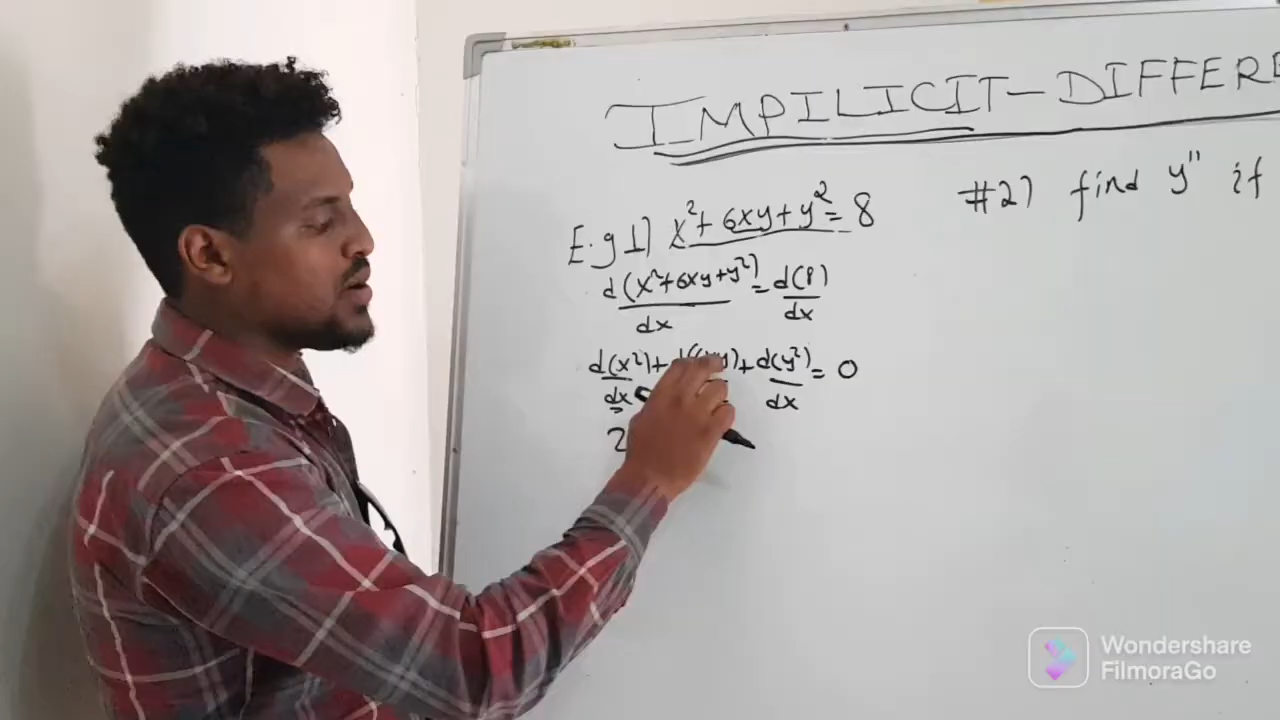 IMPILICIT-DIFFERE
E.g 1) x²+ 6xy+y²= 8
d(x²+6xy+y²) = d(8)
dx dx
d(x²)+ + d(y²) = 0
dx dx
2
#2) find y" if
Wondershare
FilmoraGo